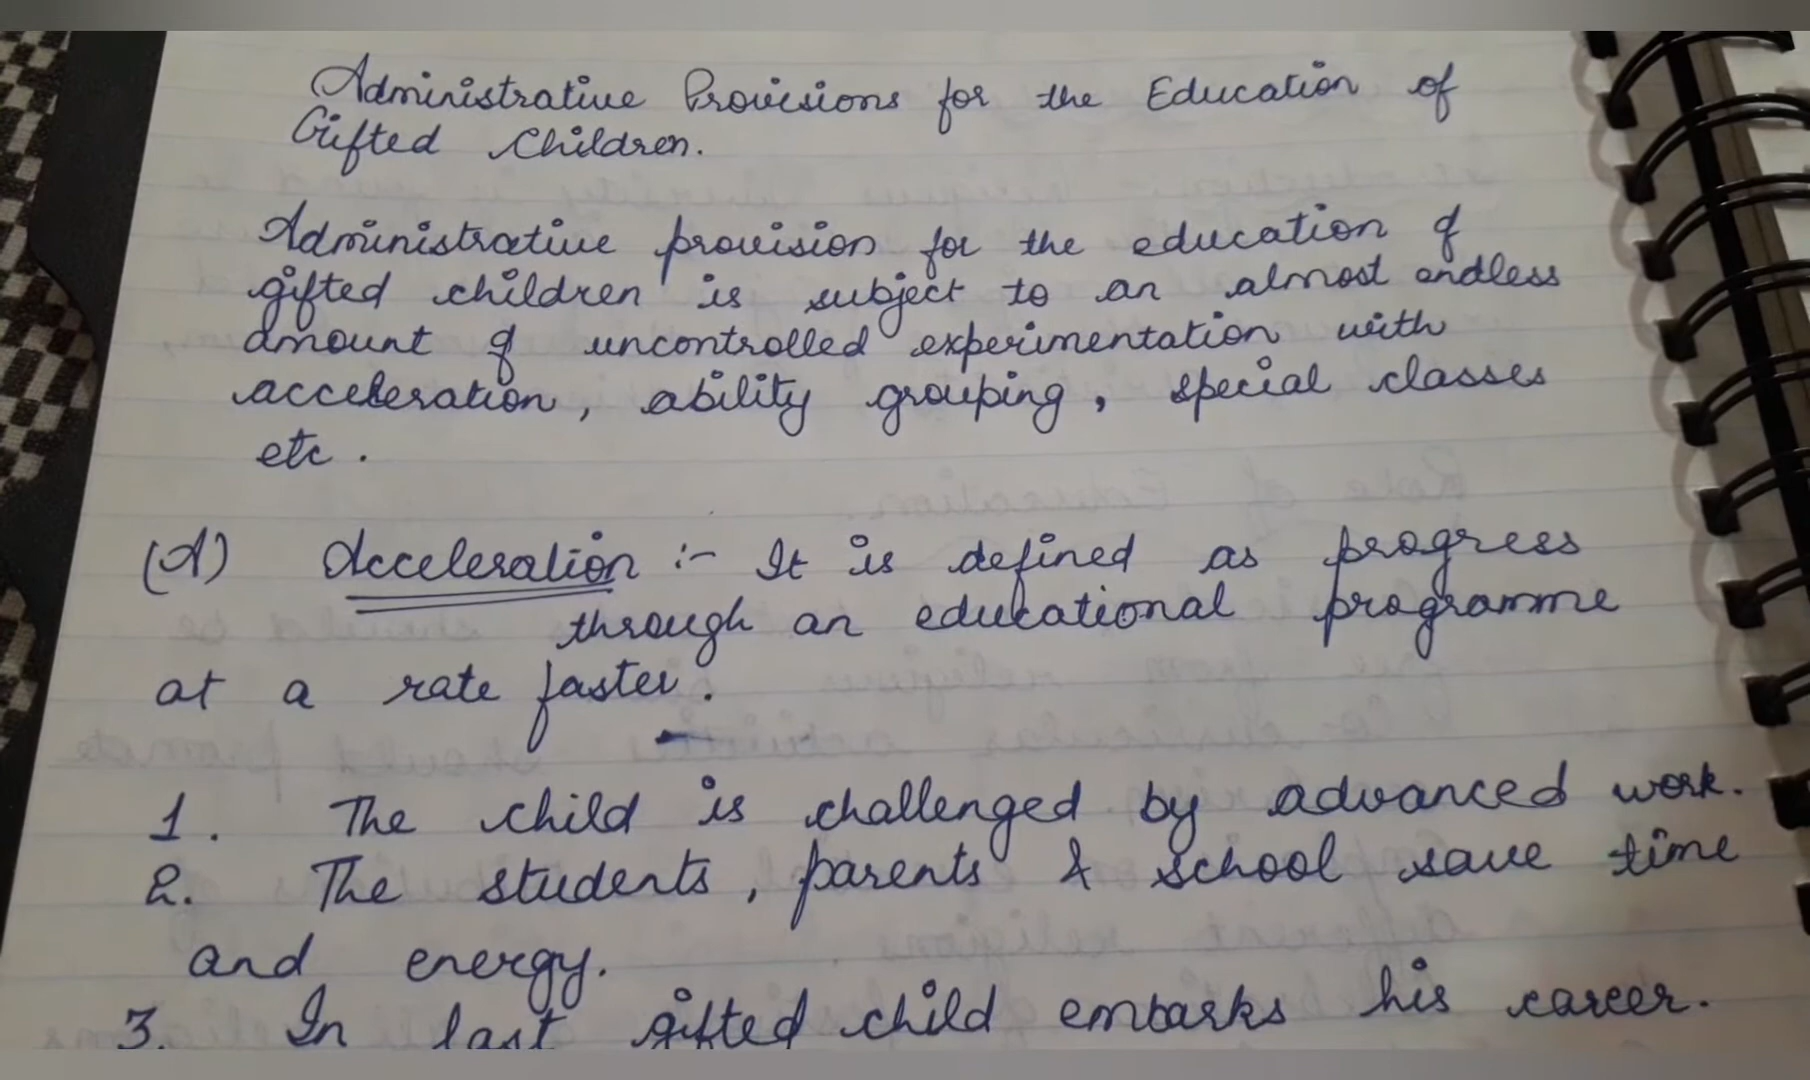 Administrative Provisions for the Education of
Gifted Children.
Administrative provision for the education of
gifted children is subject to an almost endless
amount of uncontrolled experimentation with
acceleration, ability grouping, special classes
etc.
(A) Acceleration :- It is defined as progress
through an educational programme
at a rate faster.
1. The child is challenged by advanced work.
2. The students, parents & school save time
and energy.
3. In last gifted child embarks his career.